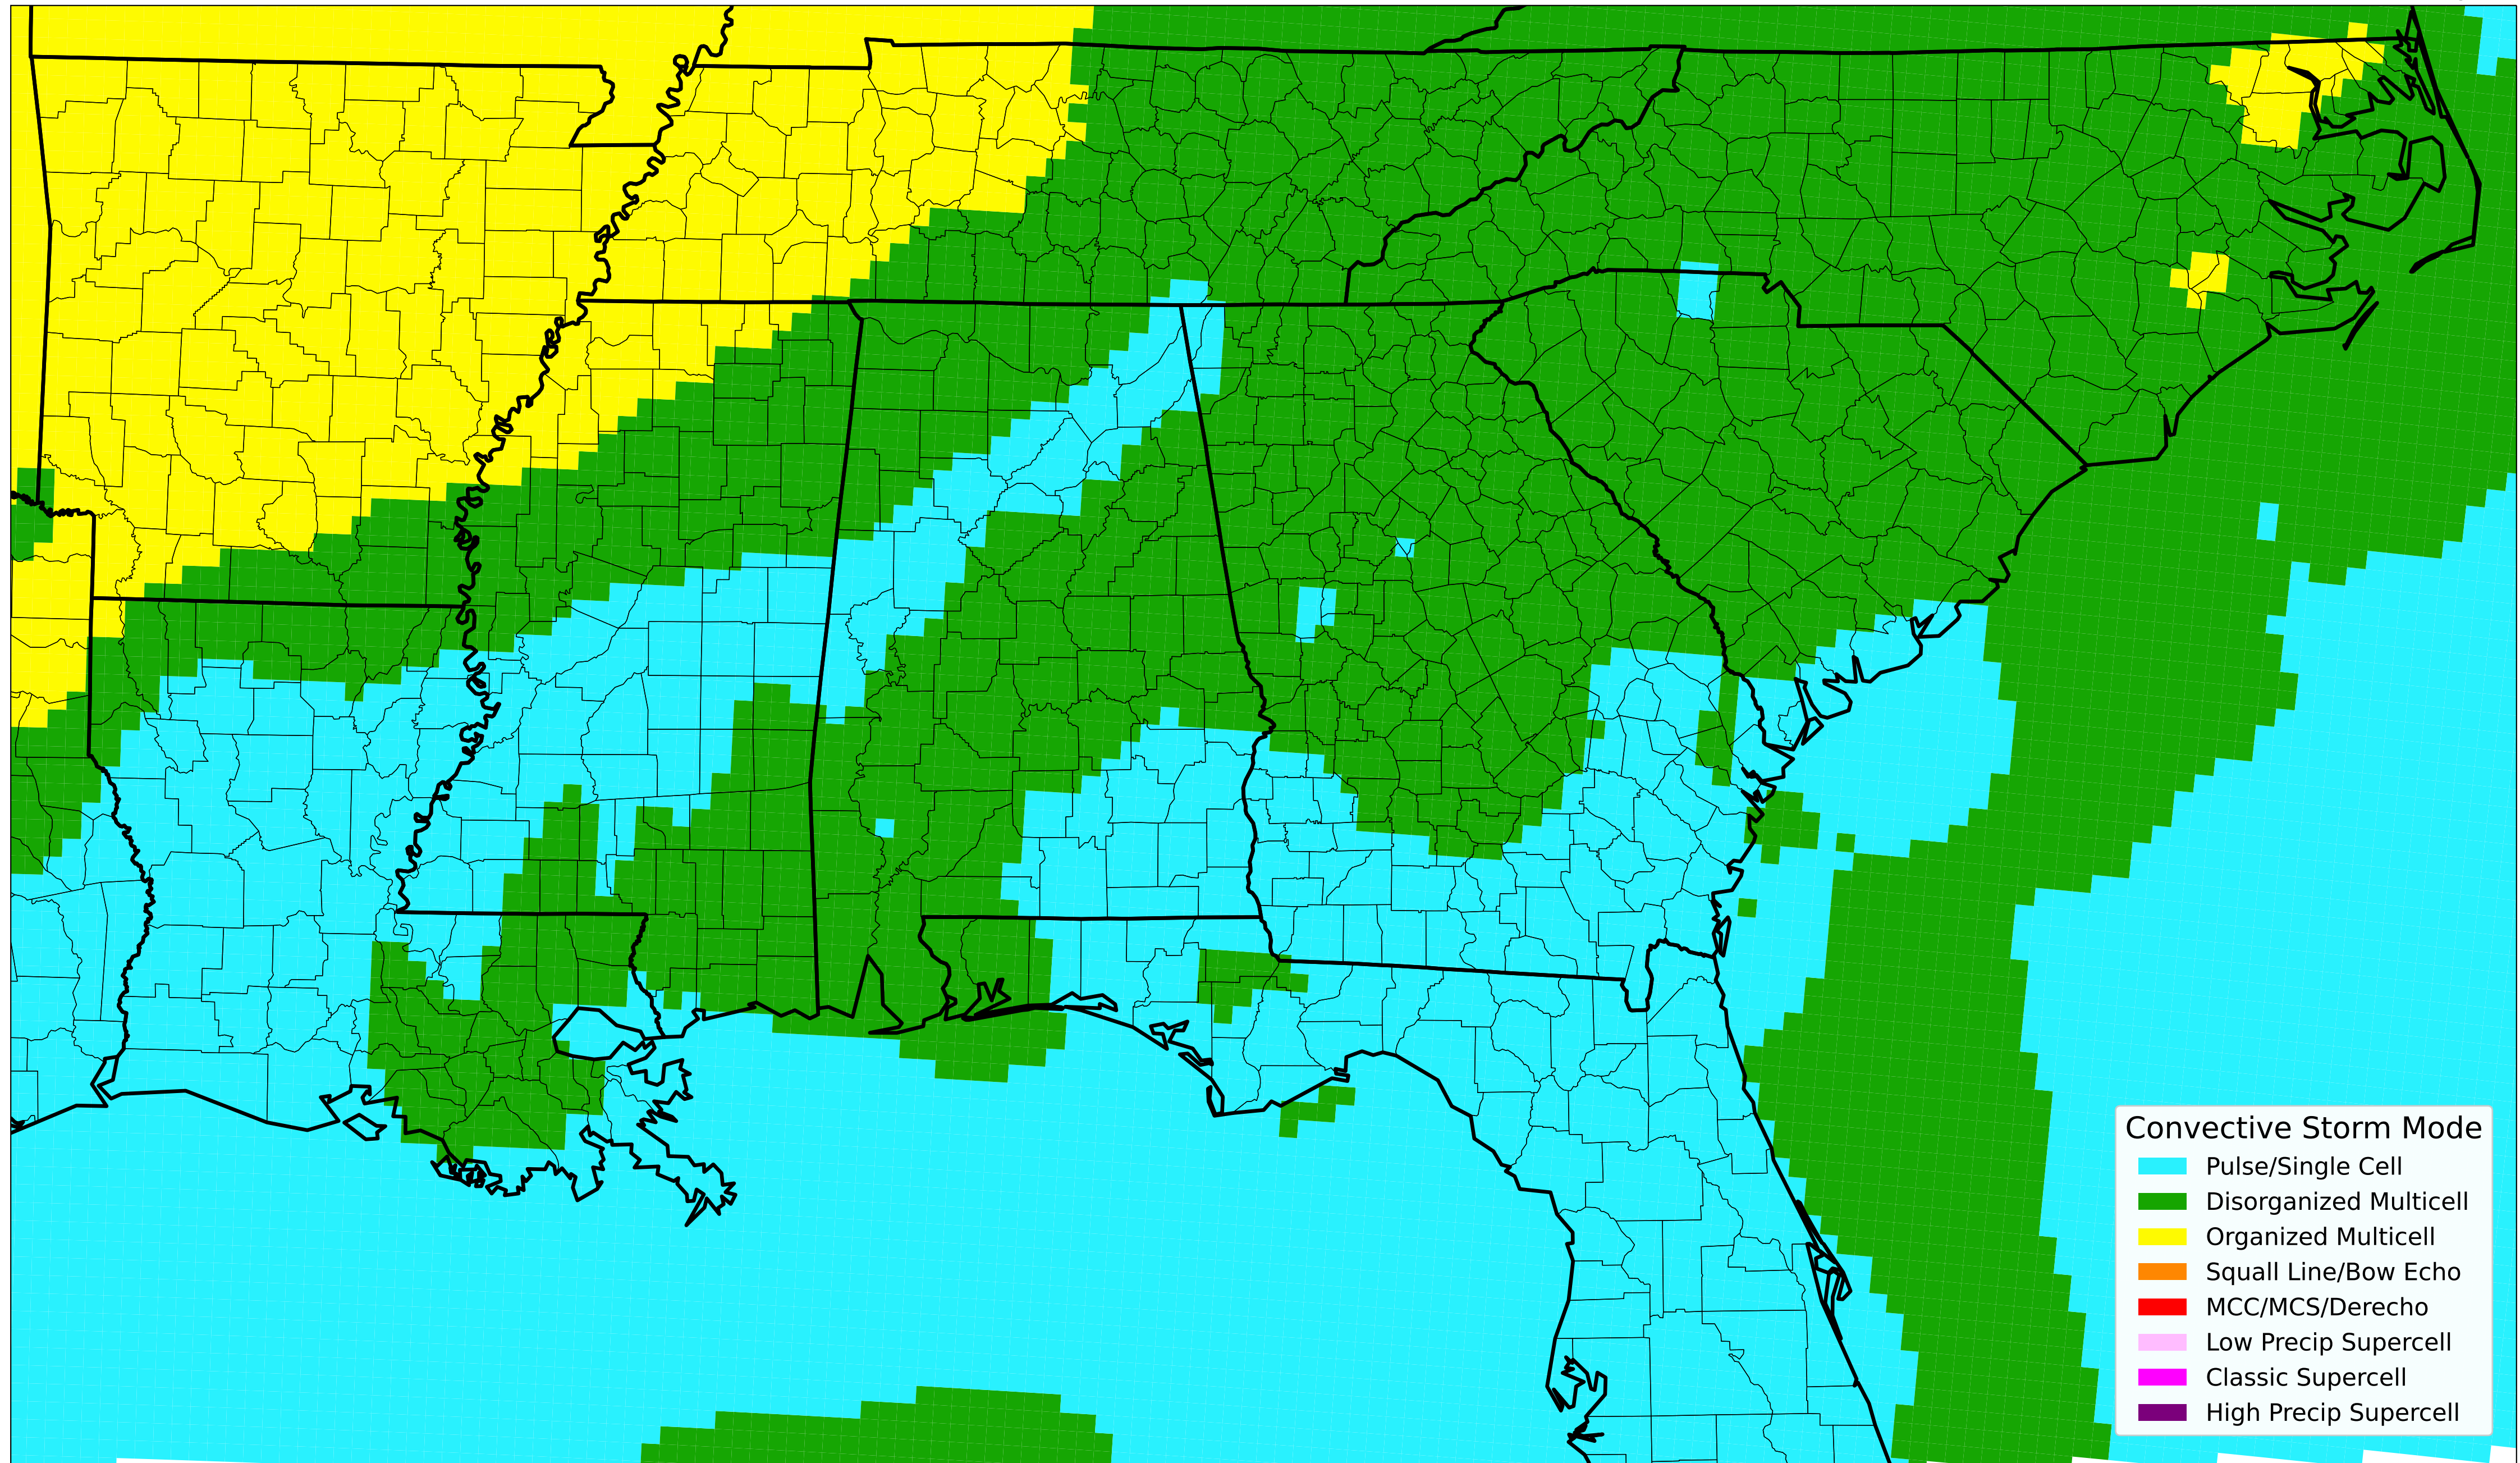 Convective Storm Mode
Pulse/Single Cell
Disorganized Multicell
Organized Multicell
Squall Line/Bow Echo
MCC/MCS/Derecho
Low Precip Supercell
Classic Supercell
High Precip Supercell